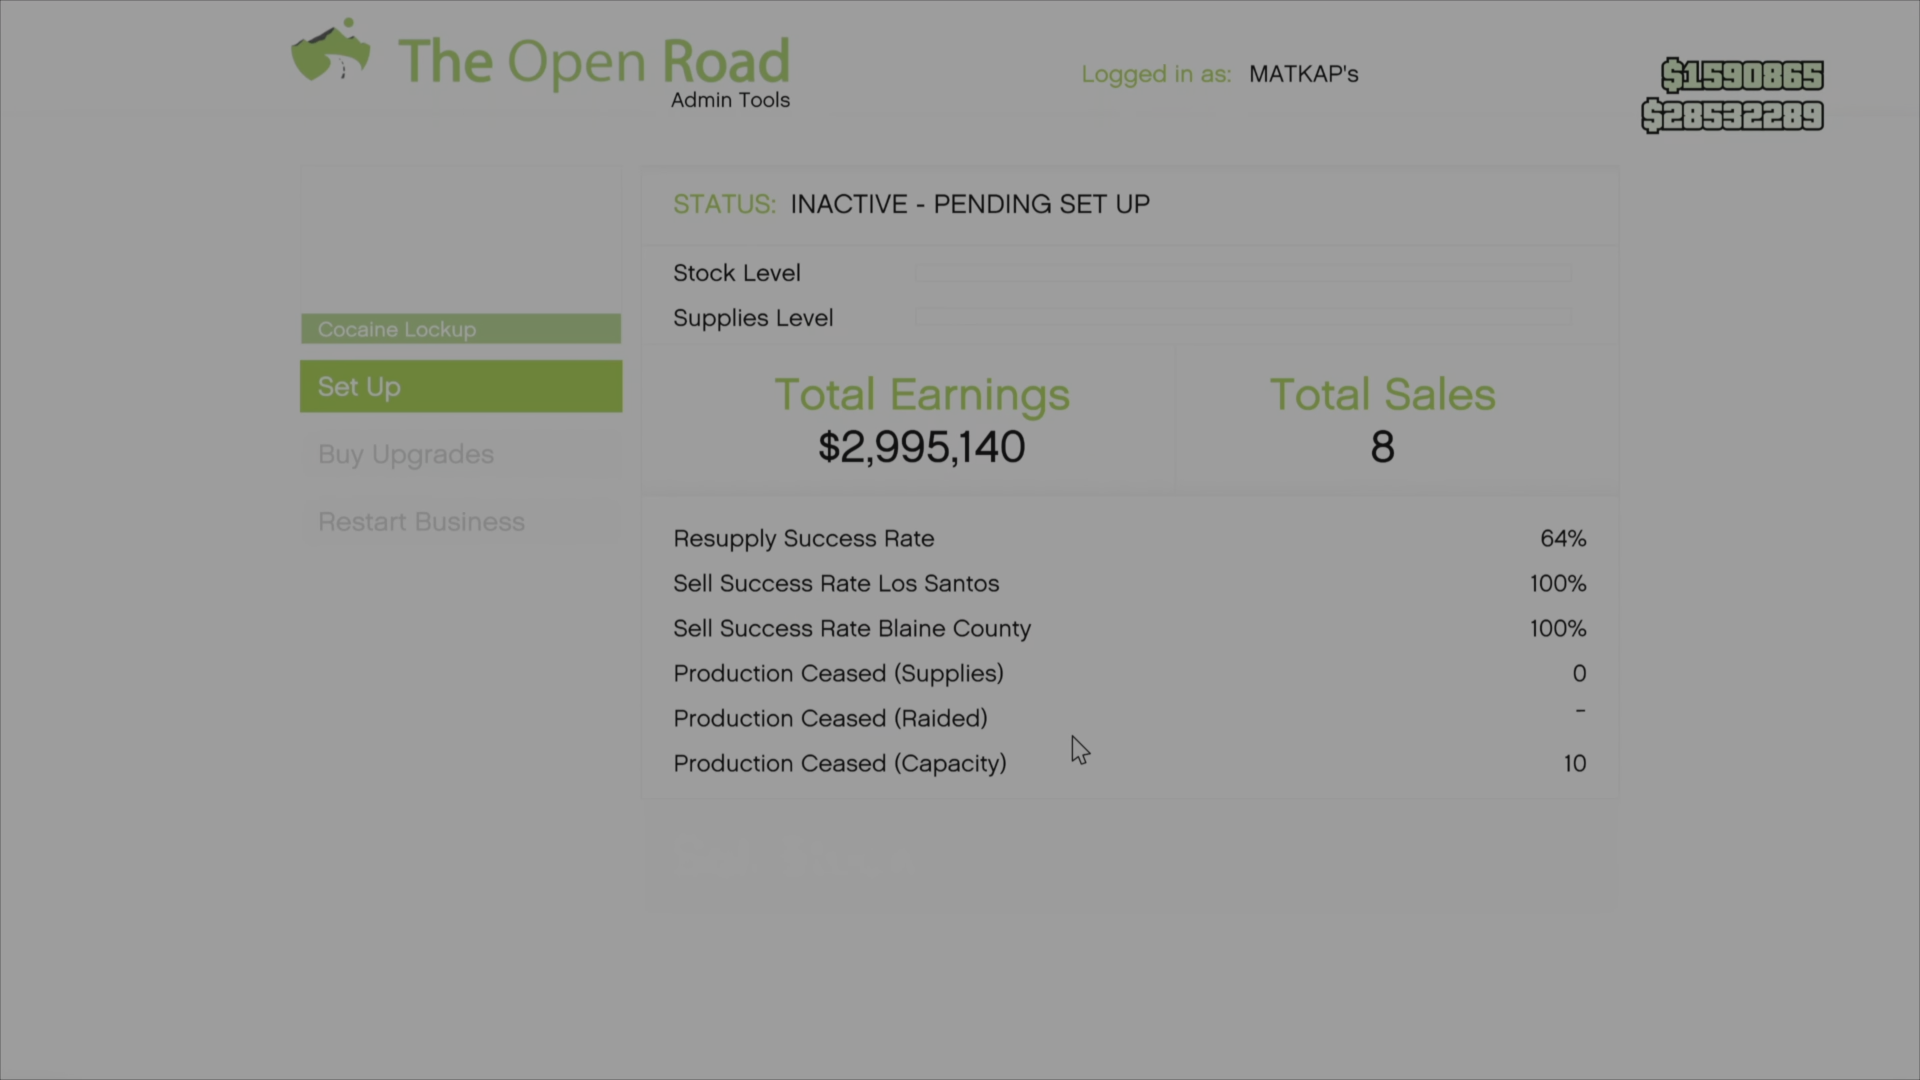 The Open Road
Admin Tools
Logged in as: MATKAP's
$1590865
$28532289
Cocaine Lockup
Set Up
Buy Upgrades
Restart Business
STATUS: INACTIVE - PENDING SET UP
Stock Level
Supplies Level
Total Earnings
$2,995,140
Total Sales
8
Resupply Success Rate 64%
Sell Success Rate Los Santos 100%
Sell Success Rate Blaine County 100%
Production Ceased (Supplies) 0
Production Ceased (Raided) -
Production Ceased (Capacity) 10